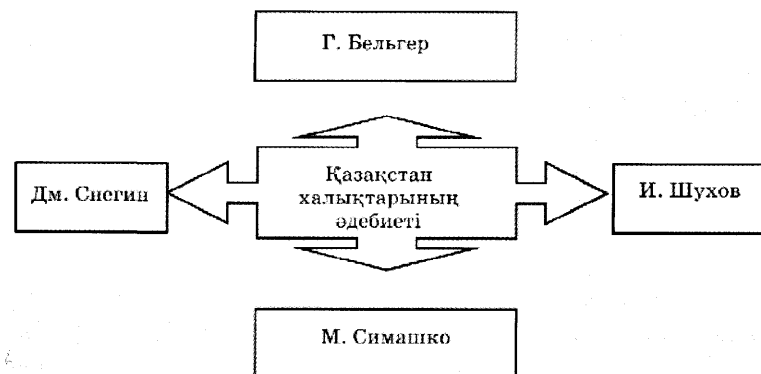 Г. Бельгер
Дм. Снегин
Қазақстан
халықтарының
әдебиеті
И. Шухов
М. Симашко